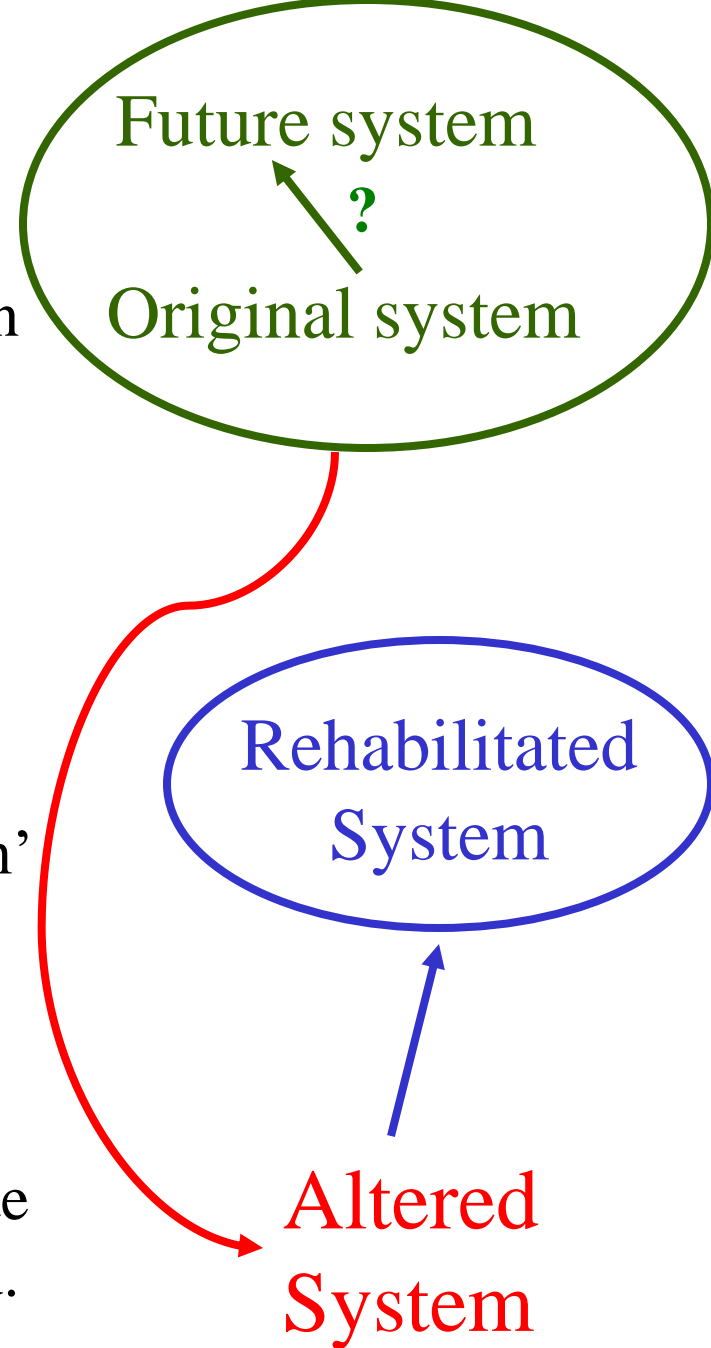 Future system
?
Original system
Rehabilitated
System
Altered
System